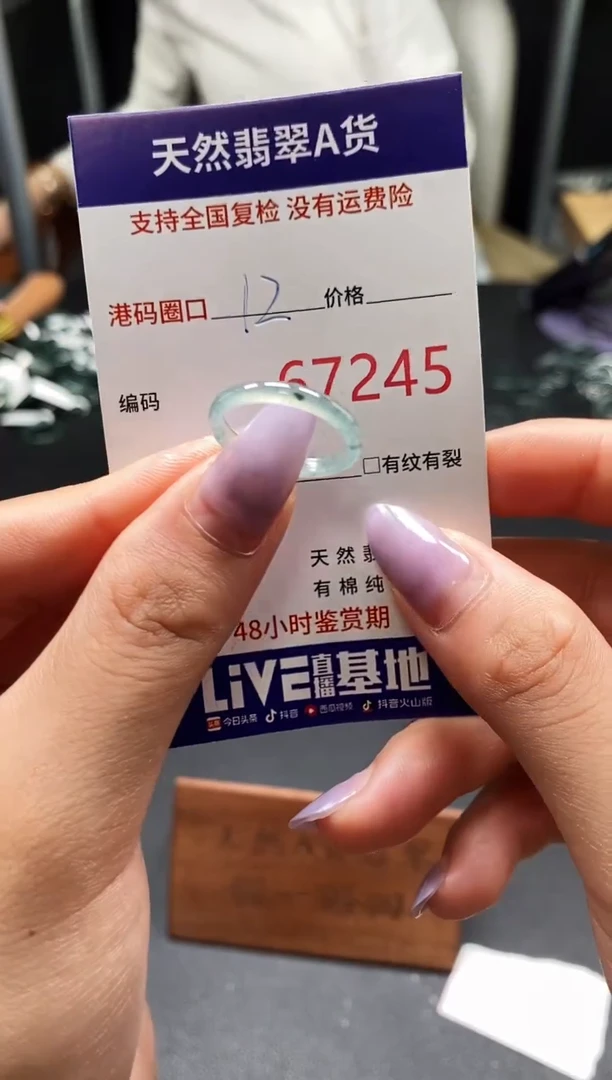 天然翡翠A货
支持全国复检 没有运费险
港码圈口 12 价格
编码 67245
□有纹有裂
天然翡
有棉纯
48小时鉴赏期
LiVE直播基地
头条 今日头条 抖音 西瓜视频 抖音火山版